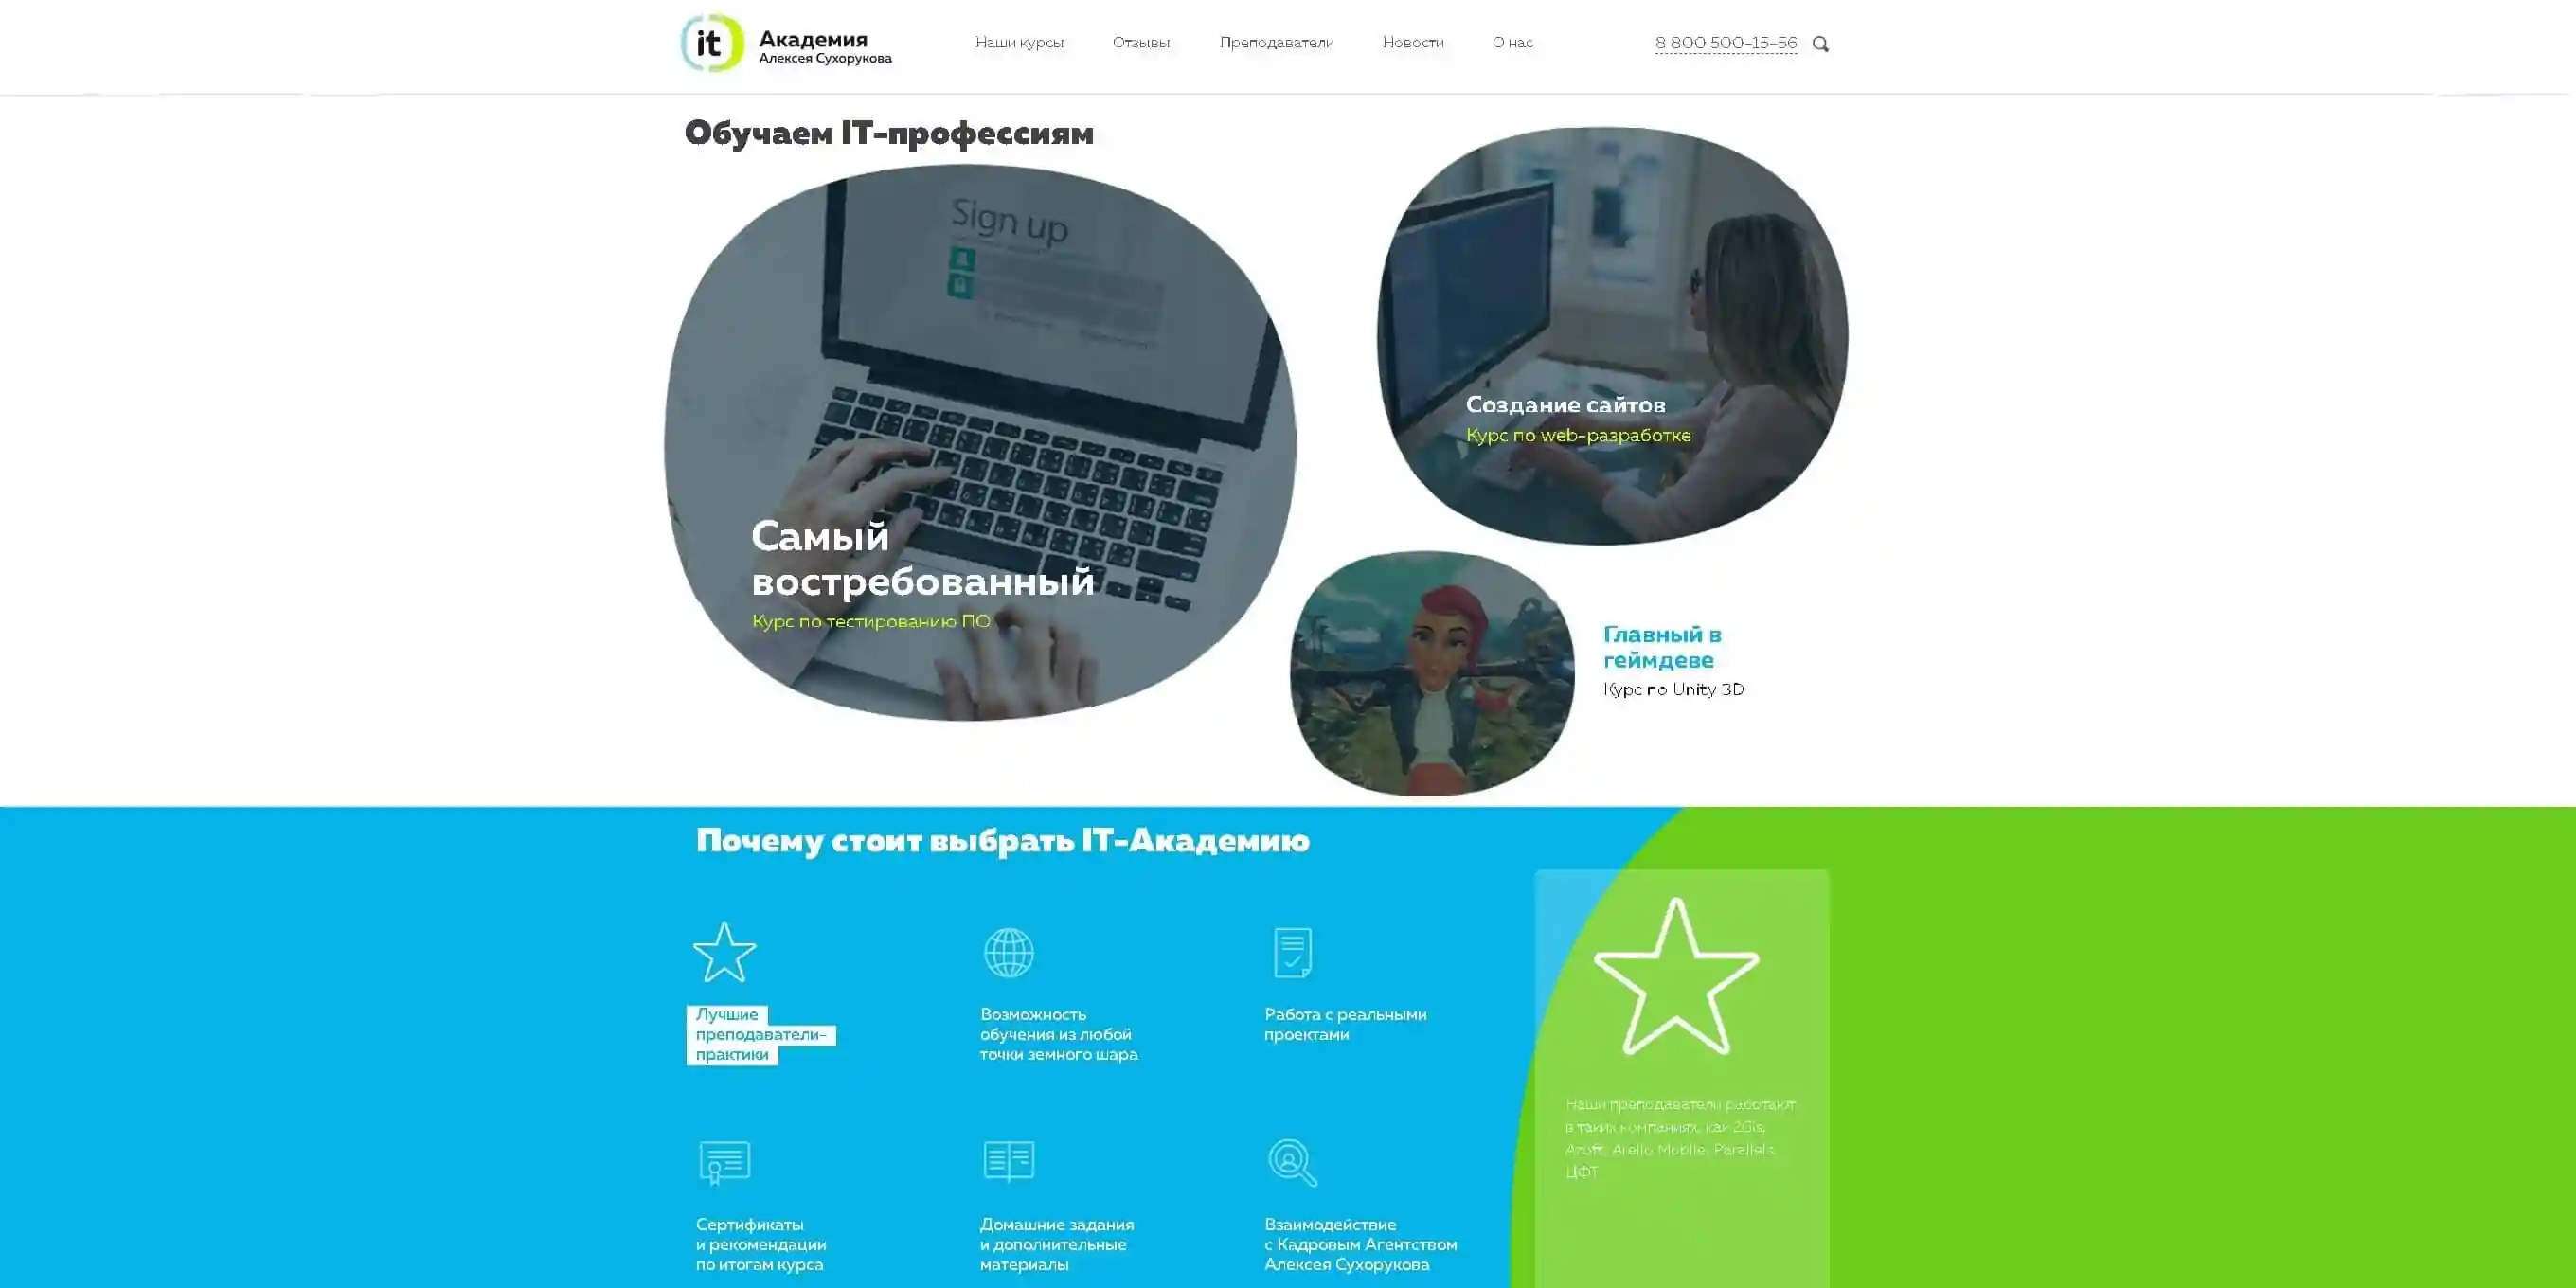 it
Академия
Алексея Сухорукова
Наши курсы
Отзывы
Преподаватели
Новости
О нас
8 800 500-15-56
Обучаем IT-профессиям
Sign up
Самый
востребованный
Курс по тестированию ПО
Создание сайтов
Курс по web-разработке
Главный в
геймдеве
Курс по Unity 3D
Почему стоит выбрать IT-Академию
Лучшие
преподаватели-
практики
Возможность
обучения из любой
точки земного шара
Работа с реальными
проектами
Сертификаты
и рекомендации
по итогам курса
Домашние задания
и дополнительные
материалы
Взаимодействие
с Кадровым Агентством
Алексея Сухорукова
Наши преподаватели работают
в таких компаниях, как 2Gis,
Azoft, Arello Mobile, Parallels,
ЦФТ